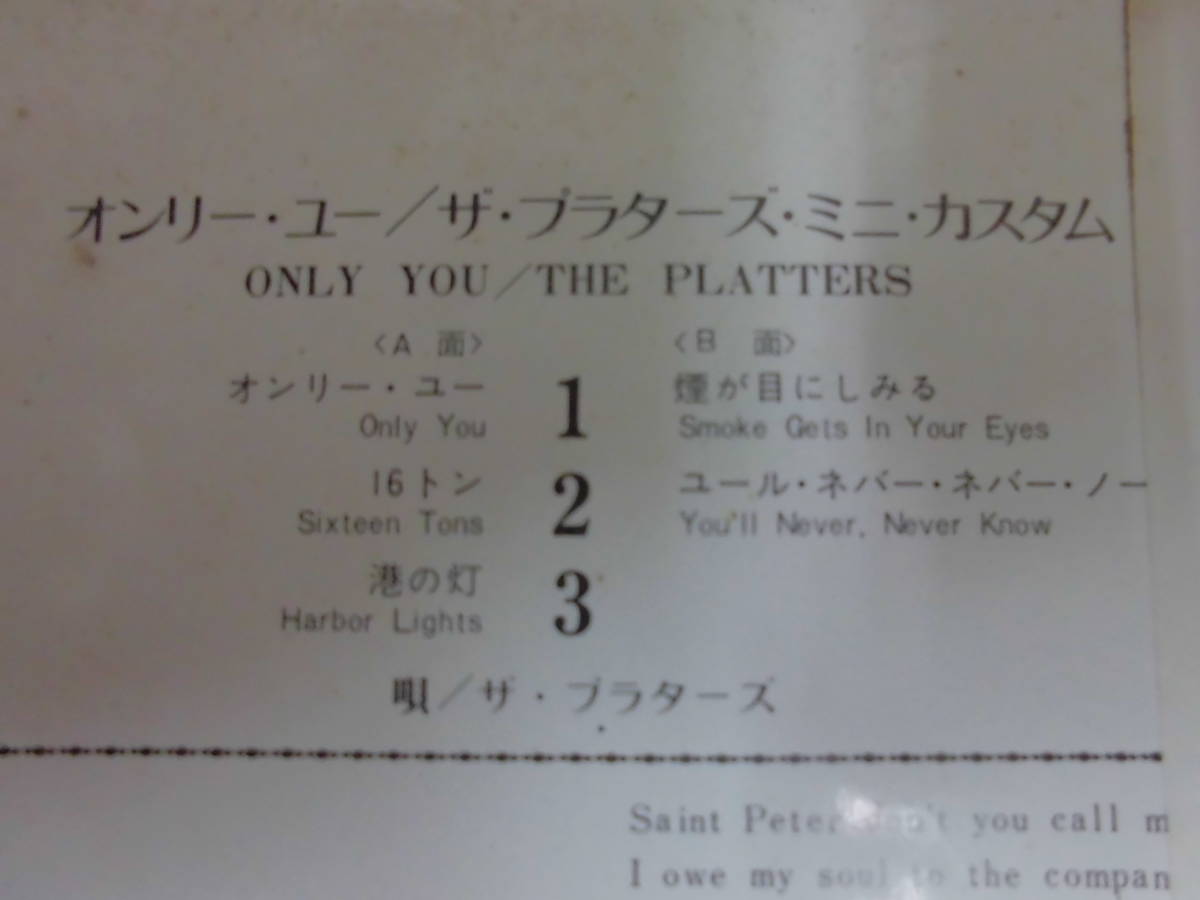 オンリー・ユー／ザ・プラターズ・ミニ・カスタム
ONLY YOU／THE PLATTERS
〈A 面〉
オンリー・ユー
Only You
1
16トン
Sixteen Tons
2
港の灯
Harbor Lights
3
〈B 面〉
煙が目にしみる
Smoke Gets In Your Eyes
ユール・ネバー・ネバー・ノー
You'll Never, Never Know
唄／ザ・プラターズ
Saint Peter you call m
I owe my soul to the compan